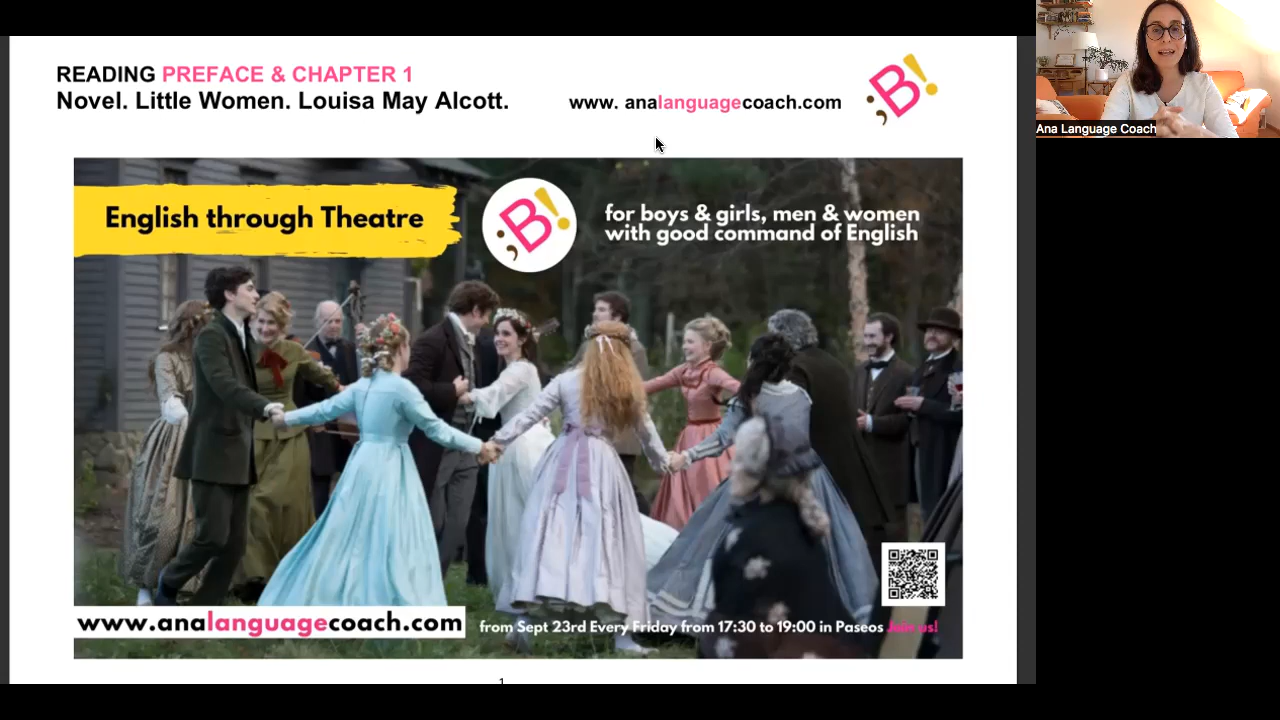 READING PREFACE & CHAPTER 1
Novel. Little Women. Louisa May Alcott.
www. analanguagecoach.com
;B!
Ana Language Coach
English through Theatre
;B!
for boys & girls, men & women
with good command of English
www.analanguagecoach.com
from Sept 23rd Every Friday from 17:30 to 19:00 in Paseos Join us!
1